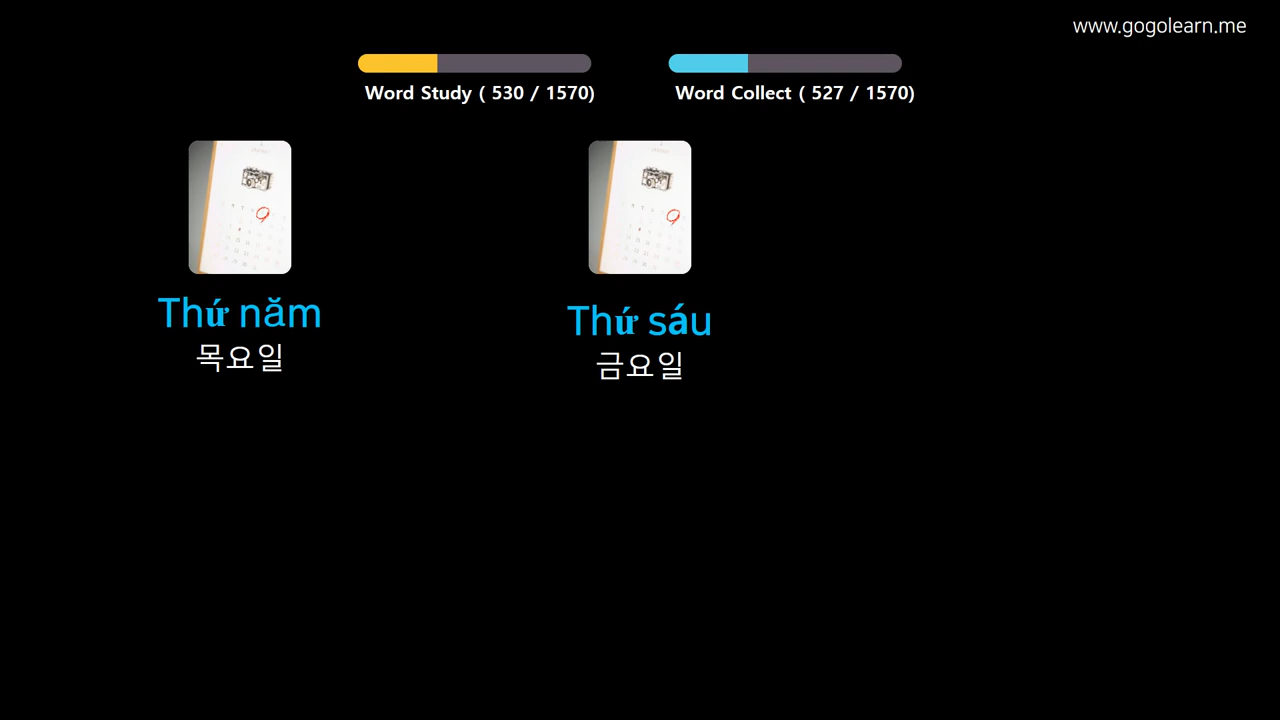 www.gogolearn.me
Word Study ( 530 / 1570)
Word Collect ( 527 / 1570)
Thứ năm
목요일
Thứ sáu
금요일